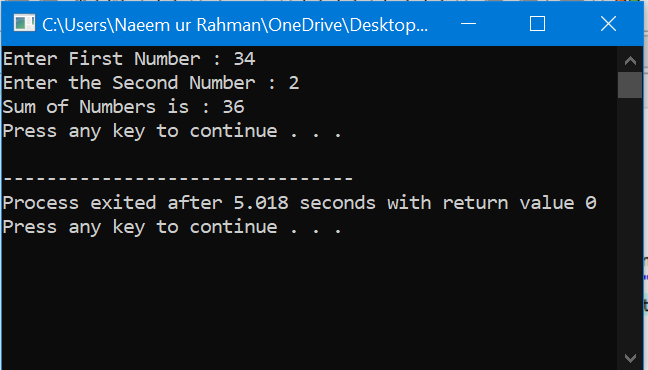 C:\Users\Naeem ur Rahman\OneDrive\Desktop...
Enter First Number : 34
Enter the Second Number : 2
Sum of Numbers is : 36
Press any key to continue . . .
--------------------------------
Process exited after 5.018 seconds with return value 0
Press any key to continue . . .